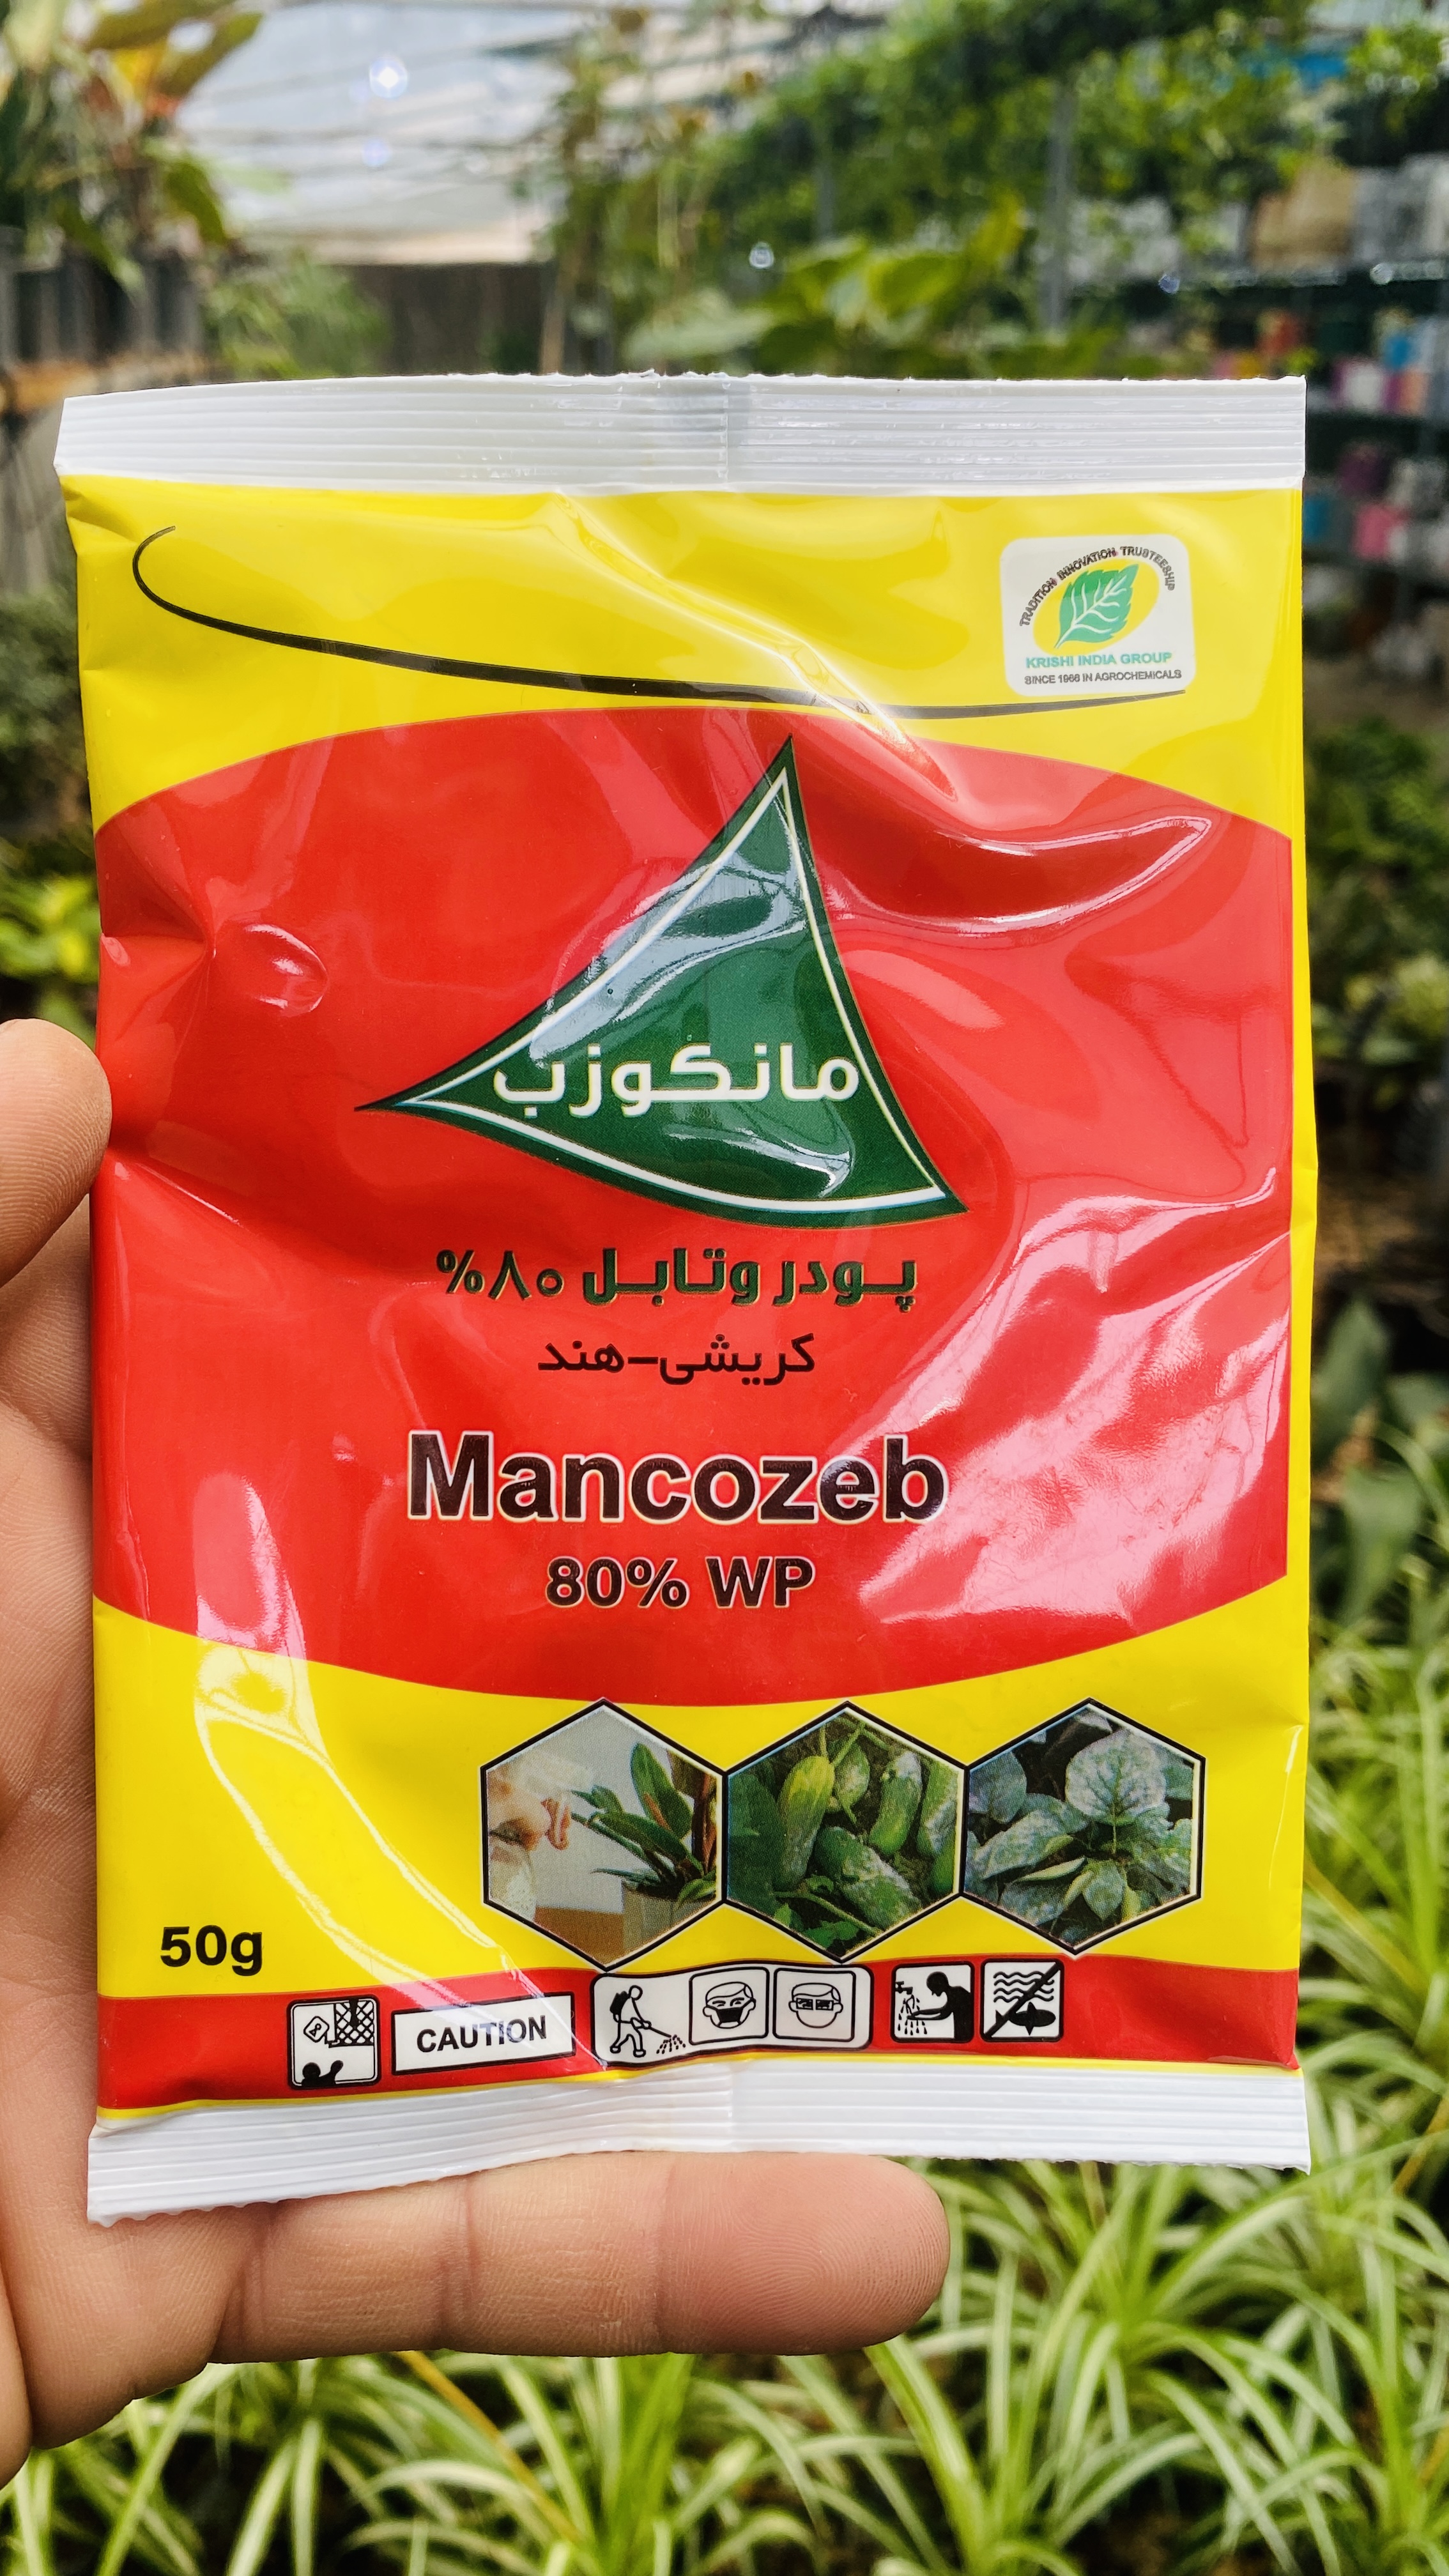 TRADITION INNOVATION TRUSTEESHIP
KRISHI INDIA GROUP
SINCE 1966 IN AGROCHEMICALS
مانکوزب
پودر وتابل ۸۰%
کریشی-هند
Mancozeb
80% WP
50g
CAUTION